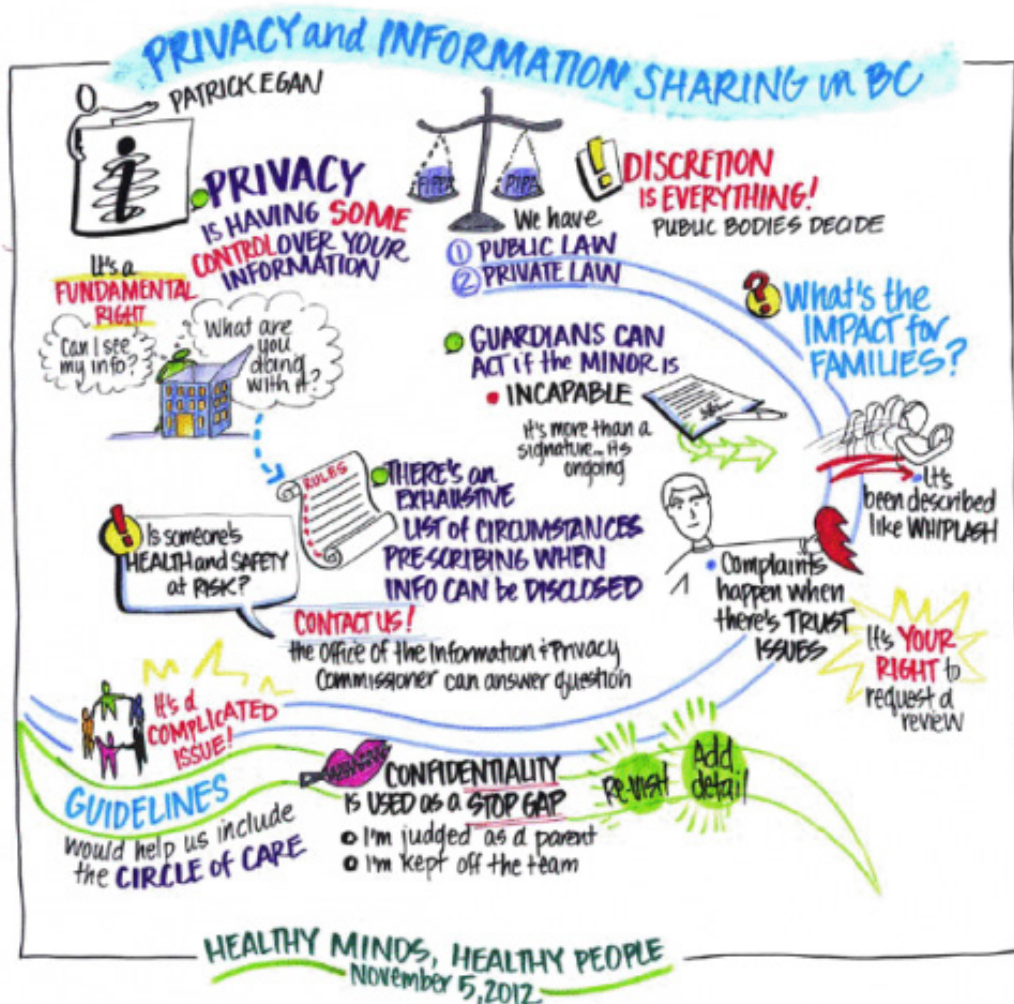 PRIVACY and INFORMATION SHARING in BC
PATRICK EGAN
i
PRIVACY
IS HAVING SOME
CONTROL OVER YOUR
INFORMATION
It's a
FUNDAMENTAL
RIGHT
Can I see
my info?
What are
you
doing
with it?
PIPA
We have
① PUBLIC LAW
② PRIVATE LAW
! DISCRETION
IS EVERYTHING!
PUBLIC BODIES DECIDE
? What's the
IMPACT for
FAMILIES?
GUARDIANS CAN
ACT if the MINOR is
• INCAPABLE
it's more than a
signature... its
ongoing
• It's
been described
like WHIPLASH
RULES
THERE'S an
EXHAUSTIVE
LIST of CIRCUMSTANCES
PRESCRIBING WHEN
INFO CAN be DISCLOSED
! Is someone's
HEALTH and SAFETY
at RISK?
• Complaints
happen when
there's TRUST
ISSUES
CONTACT US!
the office of the Information & Privacy
Commissioner can answer question
It's YOUR
RIGHT to
request a
review
It's a
COMPLICATED
ISSUE!
GUIDELINES
would help us include
the CIRCLE of CARE
CONFIDENTIALITY
is USED as a STOP GAP
o I'm judged as a parent
o I'm kept off the team
Re-visit
Add
detail
HEALTHY MINDS, HEALTHY PEOPLE
November 5, 2012